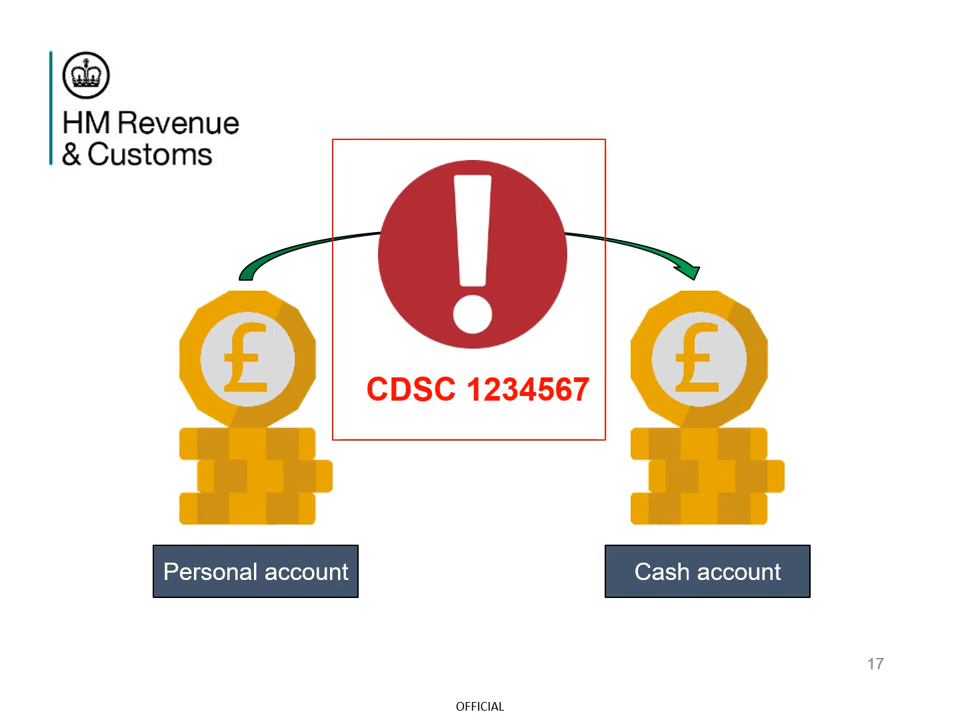 HM Revenue
& Customs
CDSC 1234567
Personal account
Cash account
17
OFFICIAL